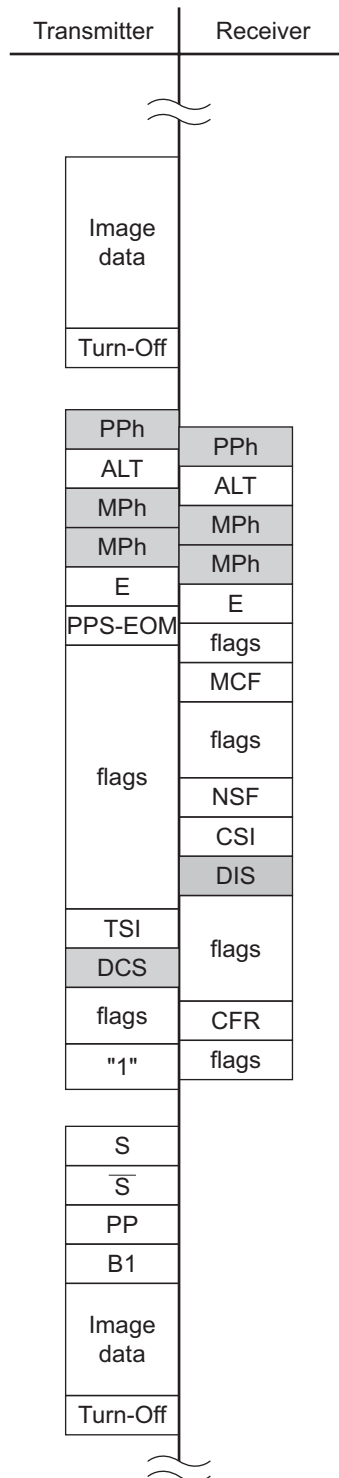 Transmitter
Receiver
Image
data
Turn-Off
PPh
ALT
MPh
MPh
E
PPS-EOM
flags
TSI
DCS
flags
"1"
PPh
ALT
MPh
MPh
E
flags
MCF
flags
NSF
CSI
DIS
flags
CFR
flags
S
S̅
PP
B1
Image
data
Turn-Off